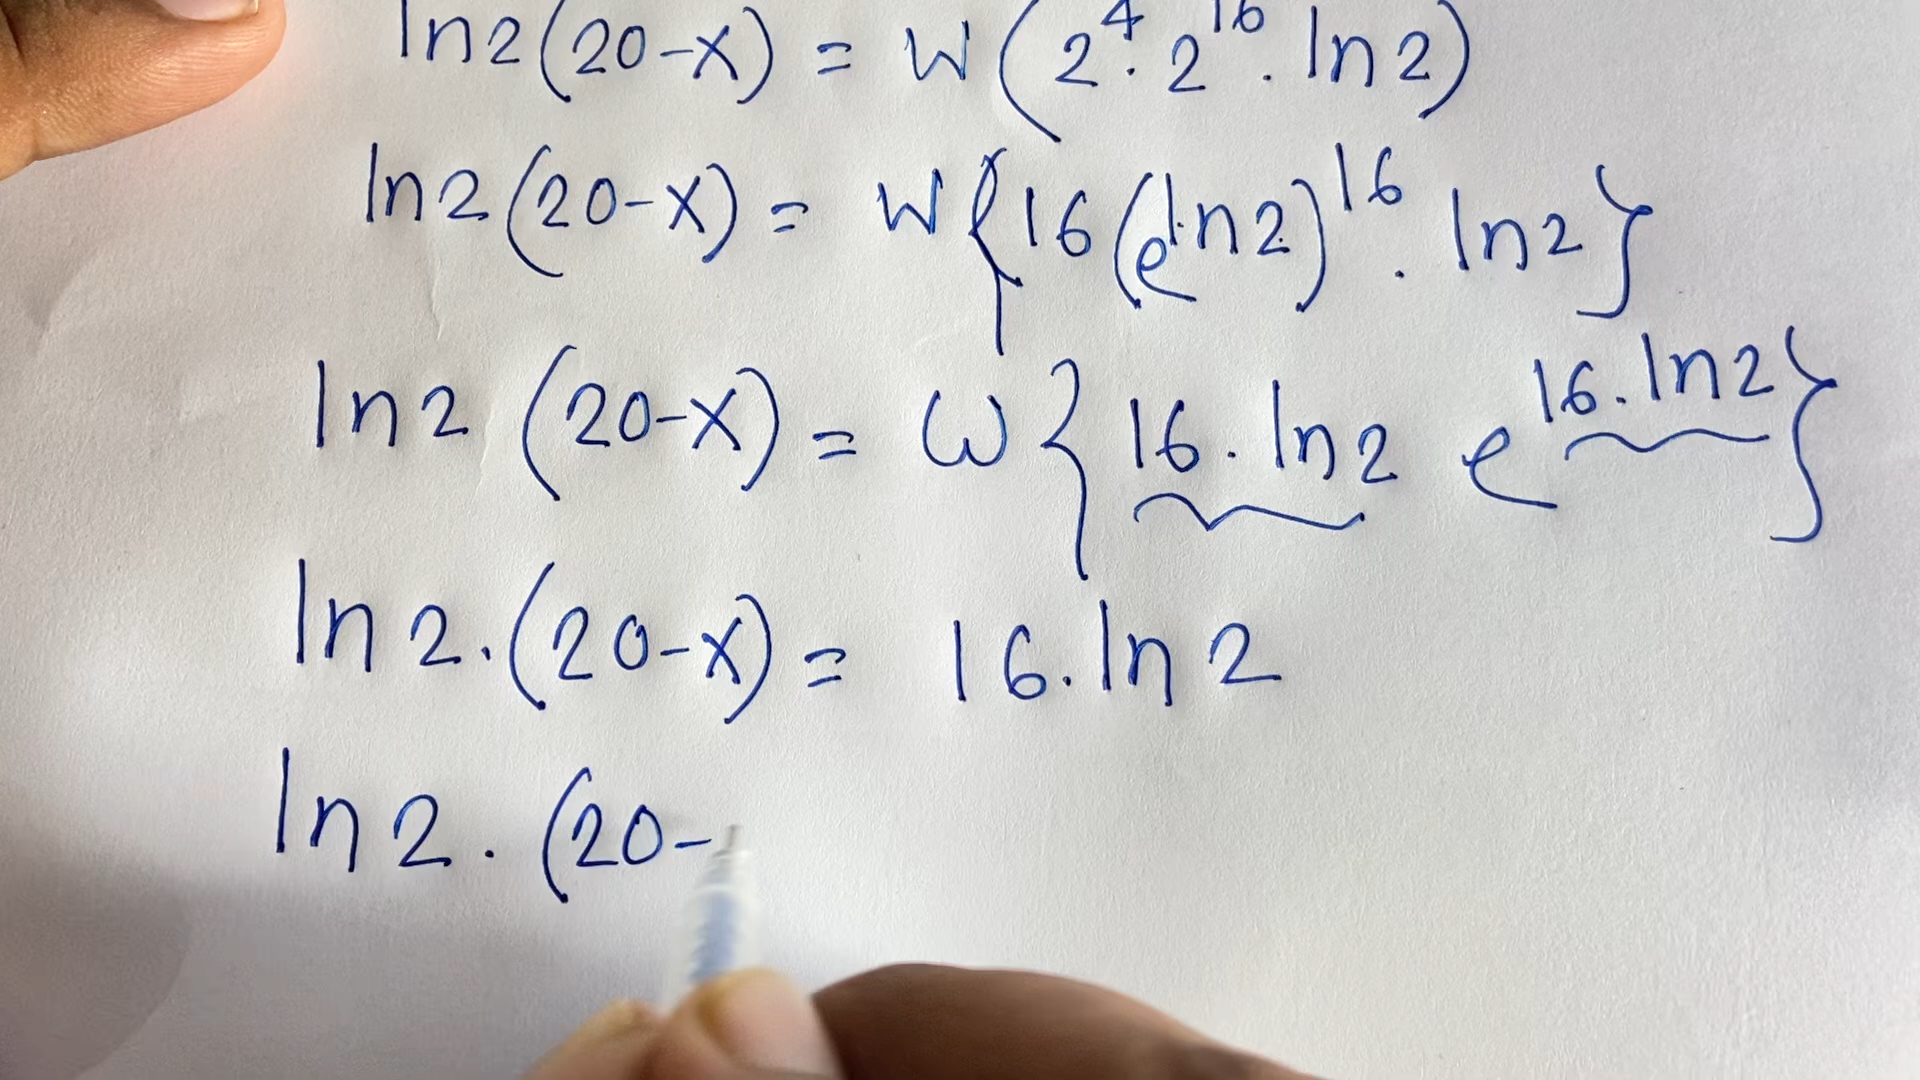 ln2(20-x) = W(2⁴.2¹⁶.ln2)
ln2(20-x) = W{16(e^ln2)^16.ln2}
ln2 (20-x) = W{16.ln2 e^16.ln2}
ln2.(20-x) = 16.ln2
ln2.(20-